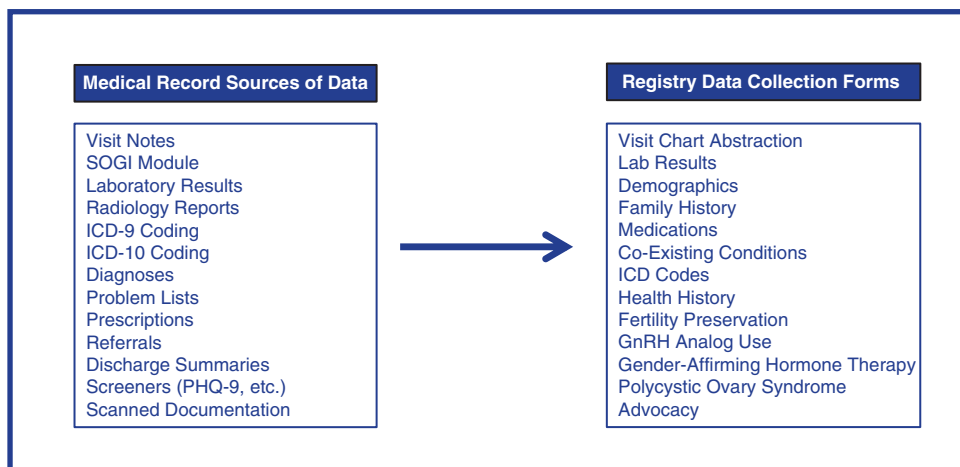 Medical Record Sources of Data
Visit Notes
SOGI Module
Laboratory Results
Radiology Reports
ICD-9 Coding
ICD-10 Coding
Diagnoses
Problem Lists
Prescriptions
Referrals
Discharge Summaries
Screeners (PHQ-9, etc.)
Scanned Documentation
Registry Data Collection Forms
Visit Chart Abstraction
Lab Results
Demographics
Family History
Medications
Co-Existing Conditions
ICD Codes
Health History
Fertility Preservation
GnRH Analog Use
Gender-Affirming Hormone Therapy
Polycystic Ovary Syndrome
Advocacy